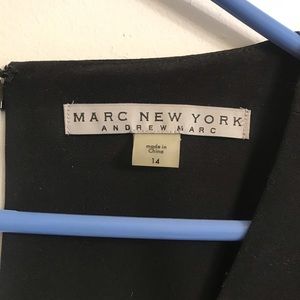 MARC NEW YORK
ANDREW MARC
made in
China
14